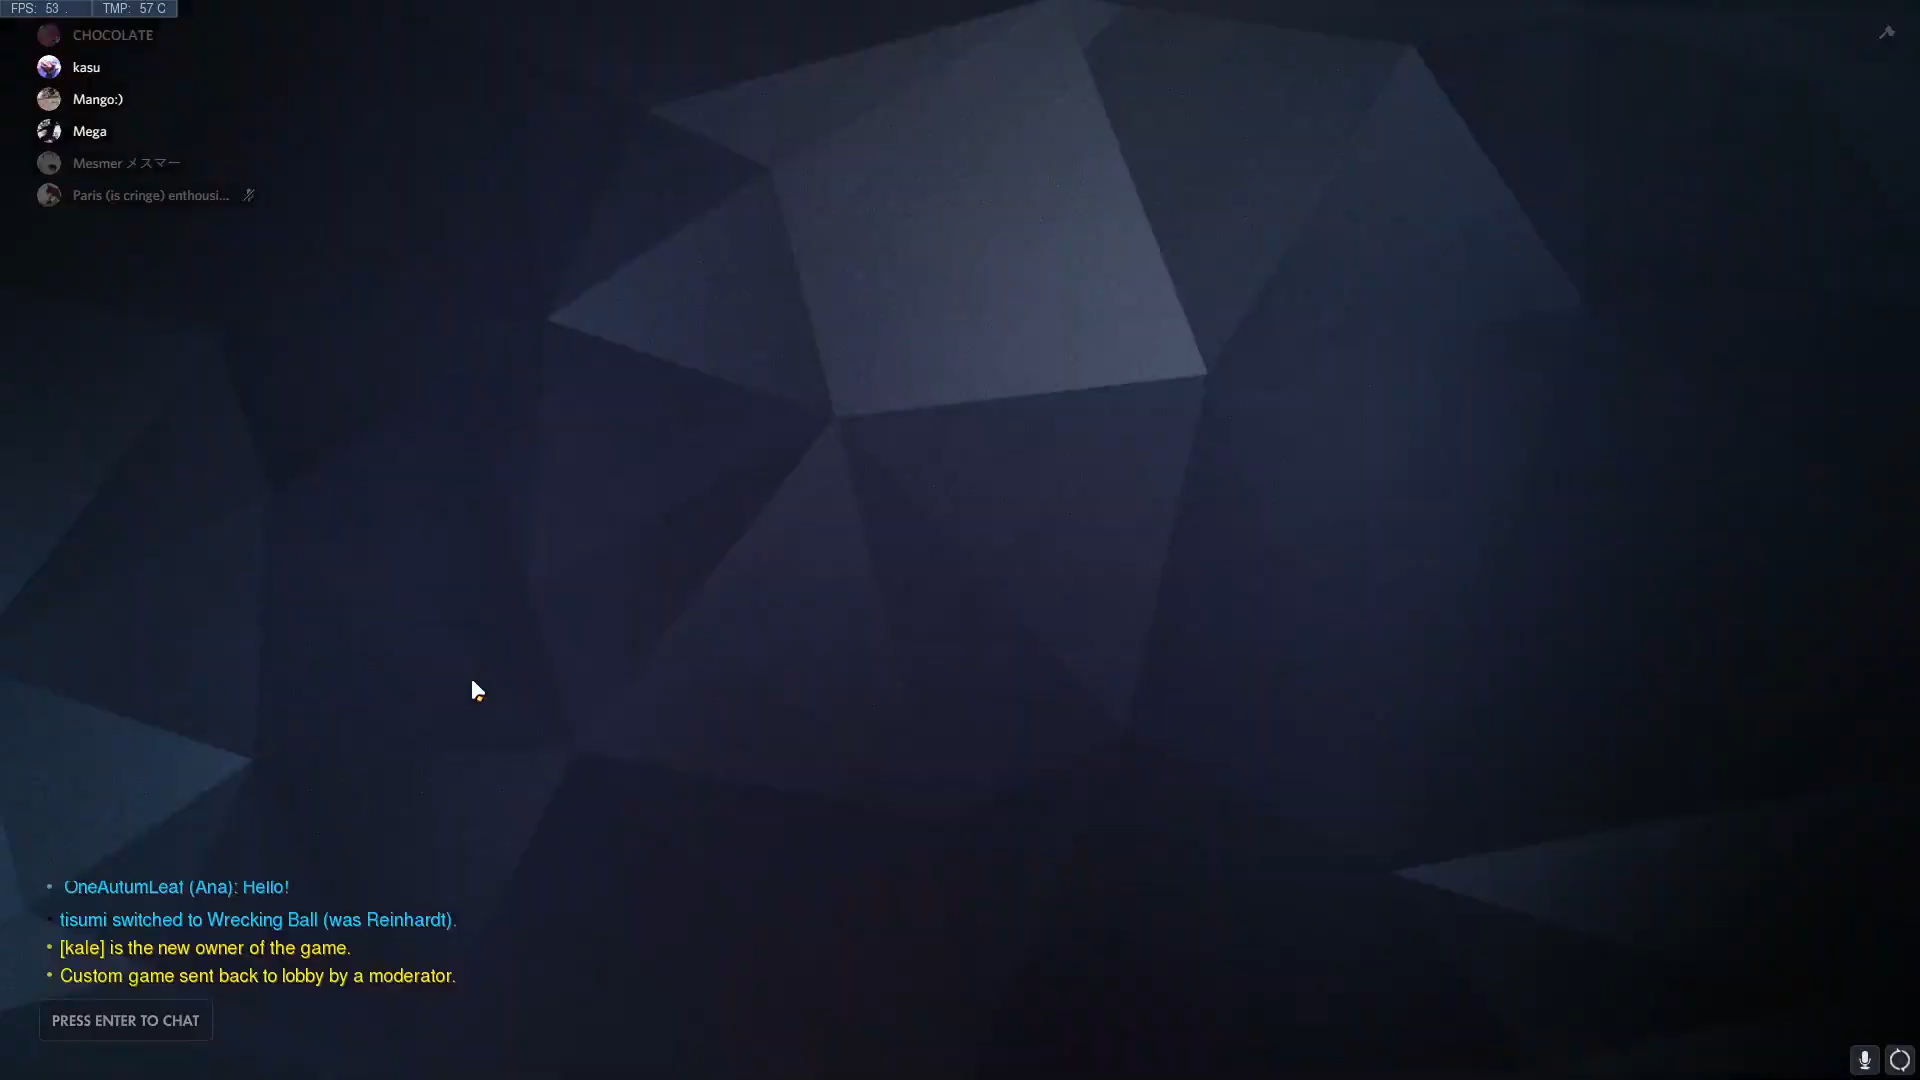 FPS: 53 . TMP: 57 C
CHOCOLATE
kasu
Mango:)
Mega
Mesmer メスマー
Paris (is cringe) enthousi...
• OneAutumLeaf (Ana): Hello!
• tisumi switched to Wrecking Ball (was Reinhardt).
• [kale] is the new owner of the game.
• Custom game sent back to lobby by a moderator.
PRESS ENTER TO CHAT